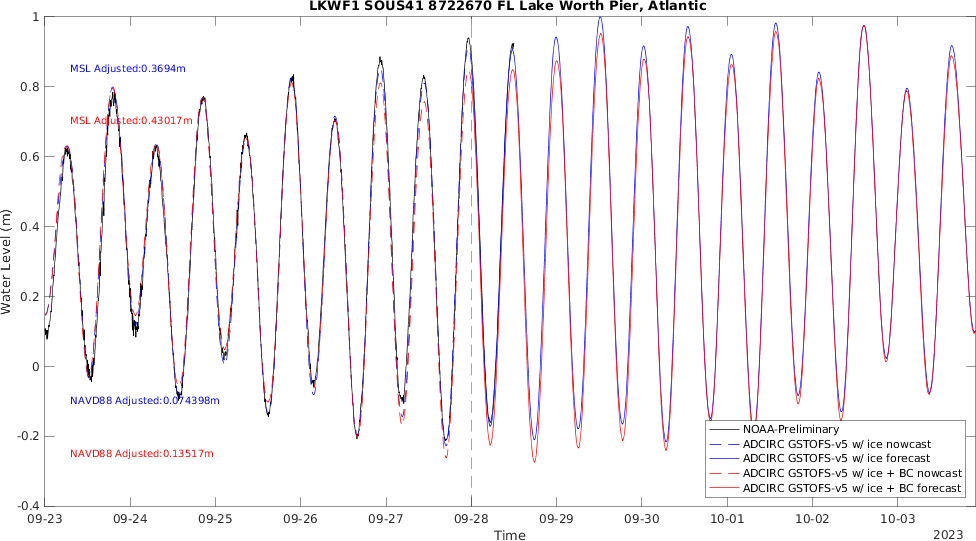 LKWF1 SOUS41 8722670 FL Lake Worth Pier, Atlantic
1
0.8
0.6
0.4
0.2
0
-0.2
-0.4
Water Level (m)
MSL Adjusted:0.3694m
MSL Adjusted:0.43017m
NAVD88 Adjusted:0.074398m
NAVD88 Adjusted:0.13517m
NOAA-Preliminary
ADCIRC GSTOFS-v5 w/ ice nowcast
ADCIRC GSTOFS-v5 w/ ice forecast
ADCIRC GSTOFS-v5 w/ ice + BC nowcast
ADCIRC GSTOFS-v5 w/ ice + BC forecast
09-23 09-24 09-25 09-26 09-27 09-28 09-29 09-30 10-01 10-02 10-03
Time
2023